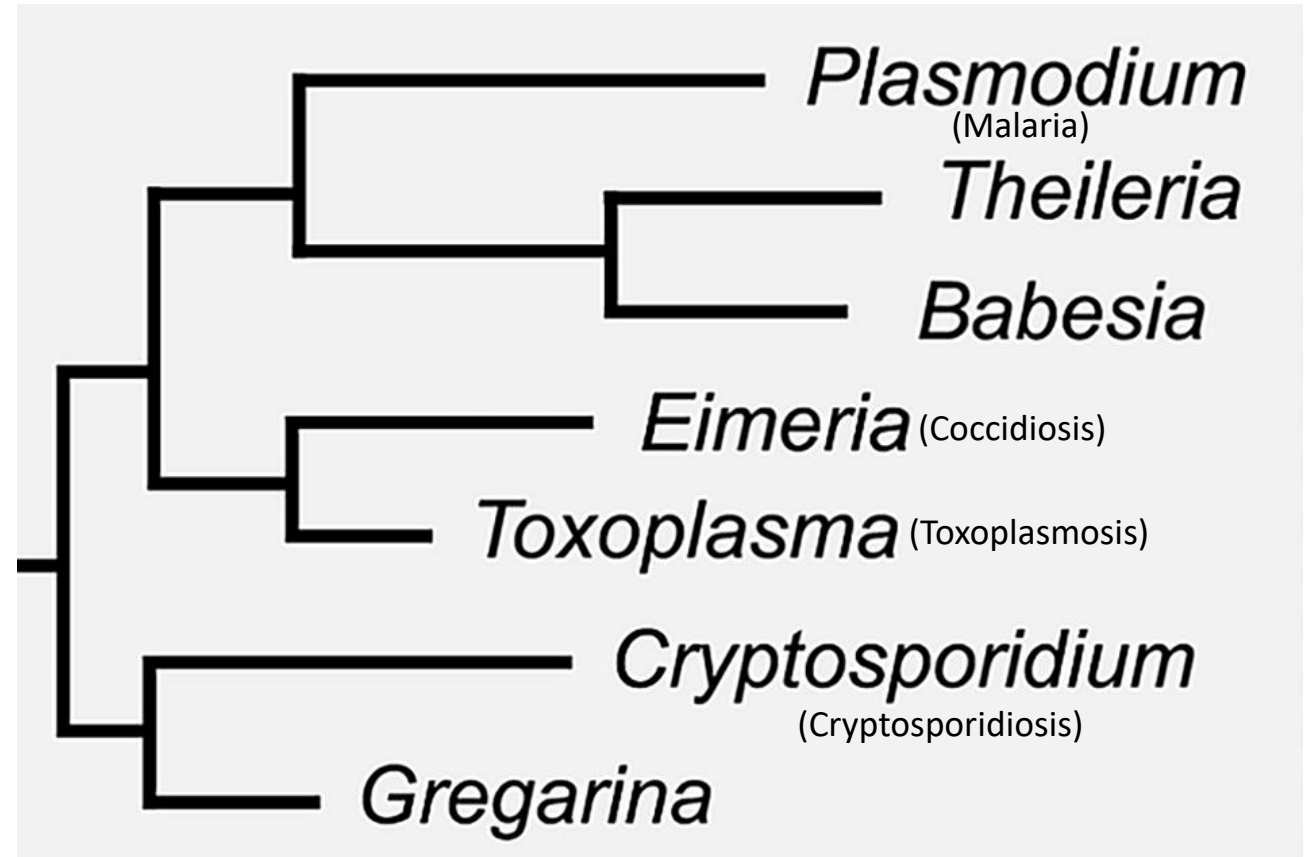 Plasmodium
(Malaria)
Theileria
Babesia
Eimeria (Coccidiosis)
Toxoplasma (Toxoplasmosis)
Cryptosporidium
(Cryptosporidiosis)
Gregarina